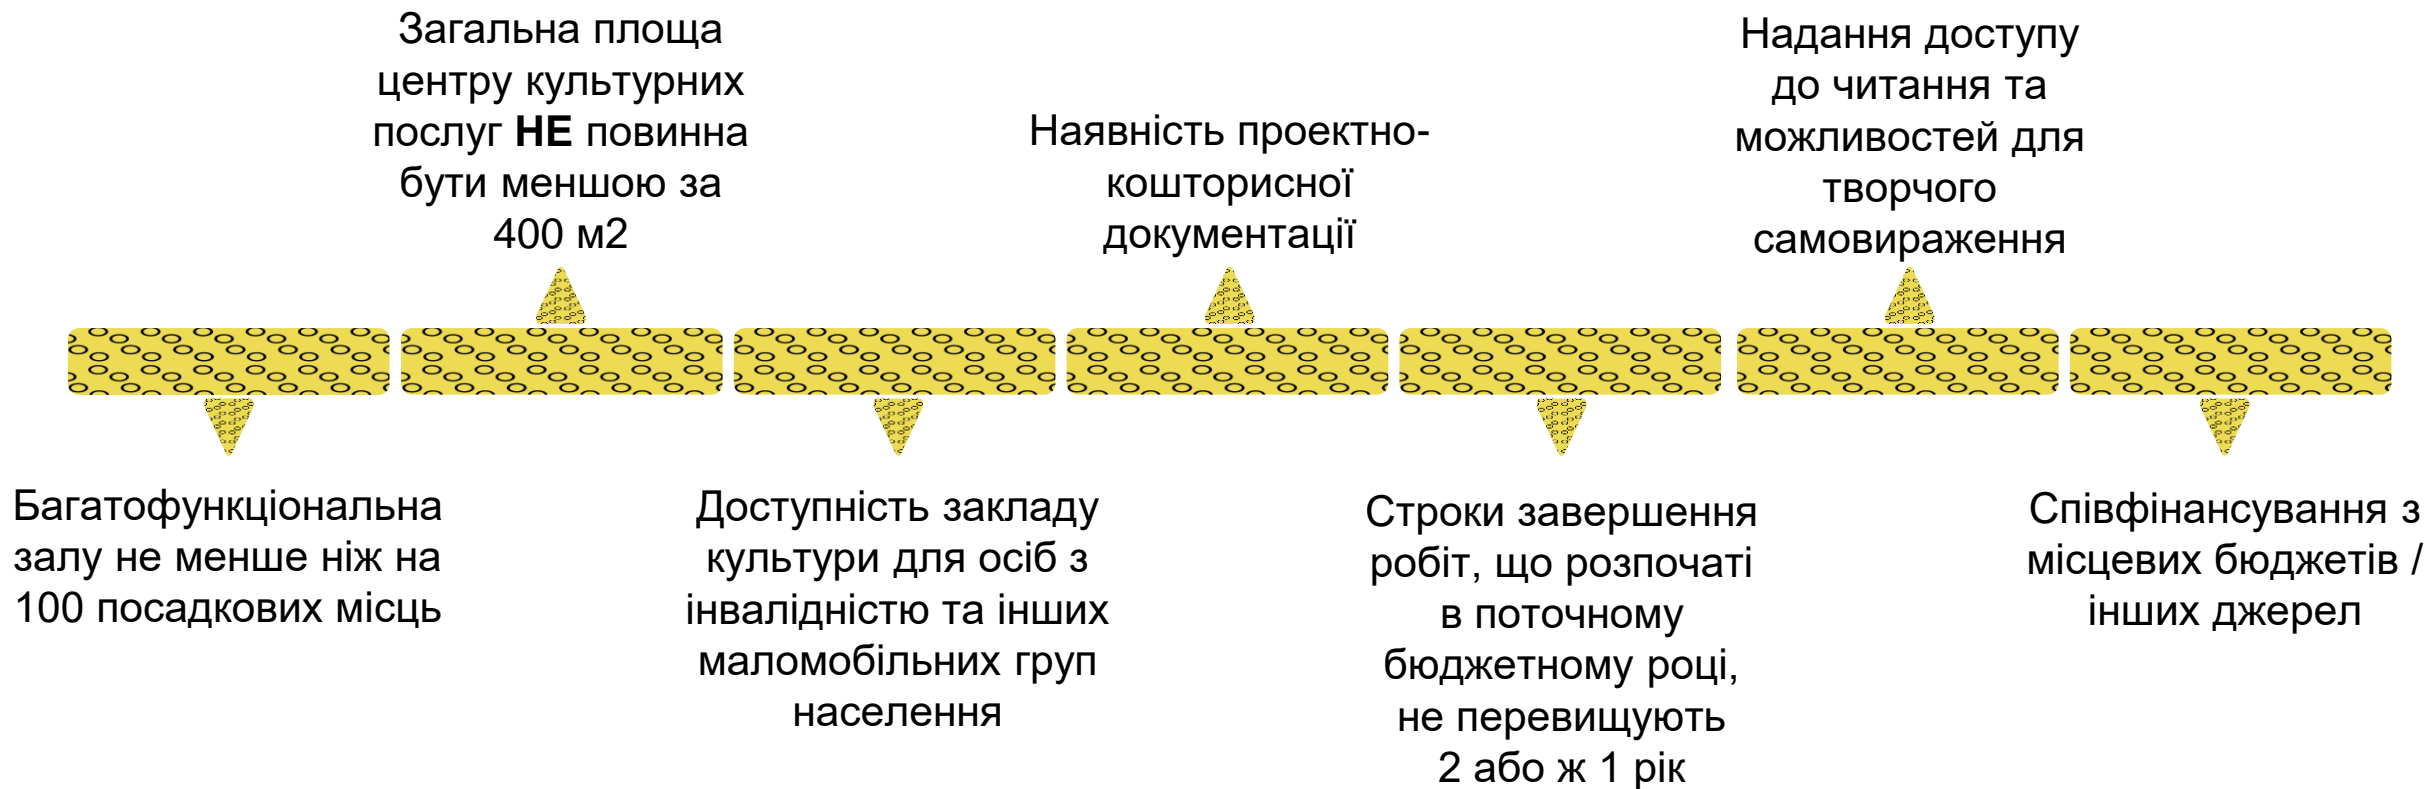 Загальна площа
центру культурних
послуг НЕ повинна
бути меншою за
400 м2
Наявність проектно-
кошторисної
документації
Надання доступу
до читання та
можливостей для
творчого
самовираження
Багатофункціональна
залу не менше ніж на
100 посадкових місць
Доступність закладу
культури для осіб з
інвалідністю та інших
маломобільних груп
населення
Строки завершення
робіт, що розпочаті
в поточному
бюджетному році,
не перевищують
2 або ж 1 рік
Співфінансування з
місцевих бюджетів /
інших джерел